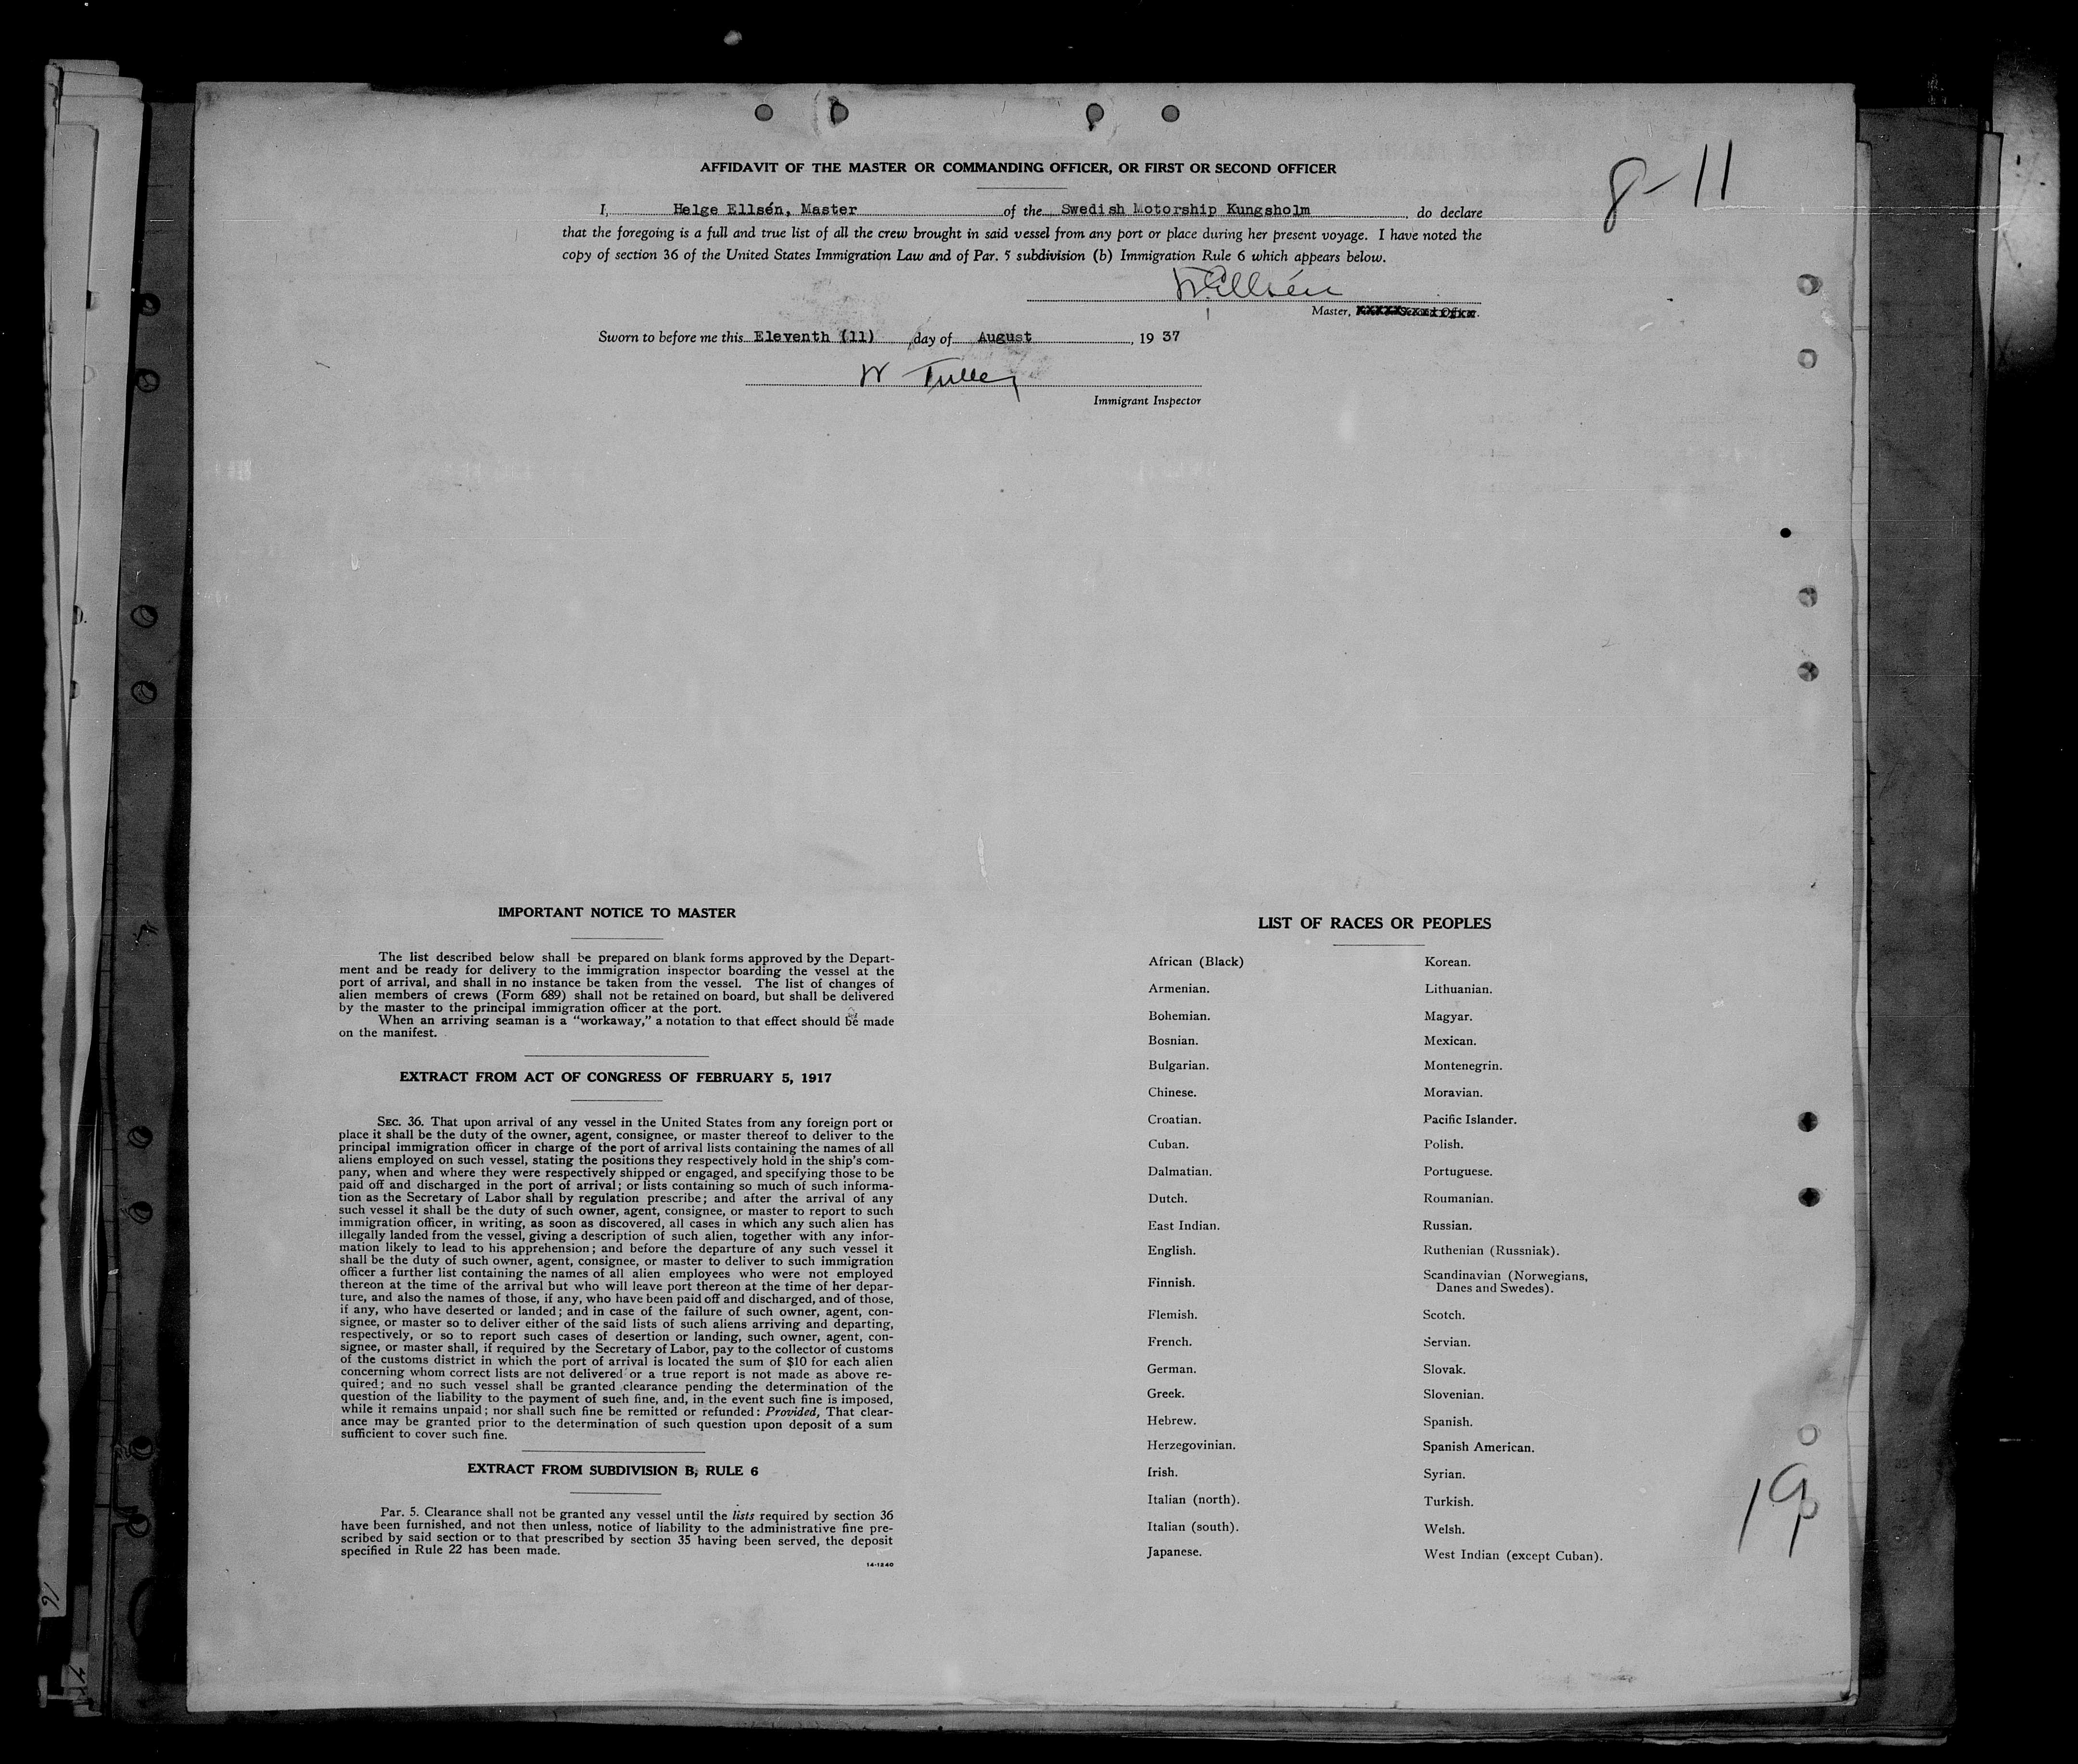 AFFIDAVIT OF THE MASTER OR COMMANDING OFFICER, OR FIRST OR SECOND OFFICER
8-11
I, Helge Ellsén, Master of the Swedish Motorship Kungsholm, do declare
that the foregoing is a full and true list of all the crew brought in said vessel from any port or place during her present voyage. I have noted the
copy of section 36 of the United States Immigration Law and of Par. 5 subdivision (b) Immigration Rule 6 which appears below.
Ellsén
Master,
Sworn to before me this Eleventh (11) day of August, 19 37
W Tulley
Immigrant Inspector
IMPORTANT NOTICE TO MASTER
The list described below shall be prepared on blank forms approved by the Depart-
ment and be ready for delivery to the immigration inspector boarding the vessel at the
port of arrival, and shall in no instance be taken from the vessel. The list of changes of
alien members of crews (Form 689) shall not be retained on board, but shall be delivered
by the master to the principal immigration officer at the port.
When an arriving seaman is a “workaway,” a notation to that effect should be made
on the manifest.
EXTRACT FROM ACT OF CONGRESS OF FEBRUARY 5, 1917
SEC. 36. That upon arrival of any vessel in the United States from any foreign port or
place it shall be the duty of the owner, agent, consignee, or master thereof to deliver to the
principal immigration officer in charge of the port of arrival lists containing the names of all
aliens employed on such vessel, stating the positions they respectively hold in the ship's com-
pany, when and where they were respectively shipped or engaged, and specifying those to be
paid off and discharged in the port of arrival; or lists containing so much of such informa-
tion as the Secretary of Labor shall by regulation prescribe; and after the arrival of any
such vessel it shall be the duty of such owner, agent, consignee, or master to report to such
immigration officer, in writing, as soon as discovered, all cases in which any such alien has
illegally landed from the vessel, giving a description of such alien, together with any infor-
mation likely to lead to his apprehension; and before the departure of any such vessel it
shall be the duty of such owner, agent, consignee, or master to deliver to such immigration
officer a further list containing the names of all alien employees who were not employed
thereon at the time of the arrival but who will leave port thereon at the time of her depar-
ture, and also the names of those, if any, who have been paid off and discharged, and of those,
if any, who have deserted or landed; and in case of the failure of such owner, agent, con-
signee, or master so to deliver either of the said lists of such aliens arriving and departing,
respectively, or so to report such cases of desertion or landing, such owner, agent, con-
signee, or master shall, if required by the Secretary of Labor, pay to the collector of customs
of the customs district in which the port of arrival is located the sum of $10 for each alien
concerning whom correct lists are not delivered or a true report is not made as above re-
quired; and no such vessel shall be granted clearance pending the determination of the
question of the liability to the payment of such fine, and, in the event such fine is imposed,
while it remains unpaid; nor shall such fine be remitted or refunded: Provided, That clear-
ance may be granted prior to the determination of such question upon deposit of a sum
sufficient to cover such fine.
EXTRACT FROM SUBDIVISION B, RULE 6
Par. 5. Clearance shall not be granted any vessel until the lists required by section 36
have been furnished, and not then unless, notice of liability to the administrative fine pre-
scribed by said section or to that prescribed by section 35 having been served, the deposit
specified in Rule 22 has been made.
14-1240
LIST OF RACES OR PEOPLES
African (Black)
Armenian.
Bohemian.
Bosnian.
Bulgarian.
Chinese.
Croatian.
Cuban.
Dalmatian.
Dutch.
East Indian.
English.
Finnish.
Flemish.
French.
German.
Greek.
Hebrew.
Herzegovinian.
Irish.
Italian (north).
Italian (south).
Japanese.
Korean.
Lithuanian.
Magyar.
Mexican.
Montenegrin.
Moravian.
Pacific Islander.
Polish.
Portuguese.
Roumanian.
Russian.
Ruthenian (Russniak).
Scandinavian (Norwegians,
Danes and Swedes).
Scotch.
Servian.
Slovak.
Slovenian.
Spanish.
Spanish American.
Syrian.
Turkish.
Welsh.
West Indian (except Cuban).
19